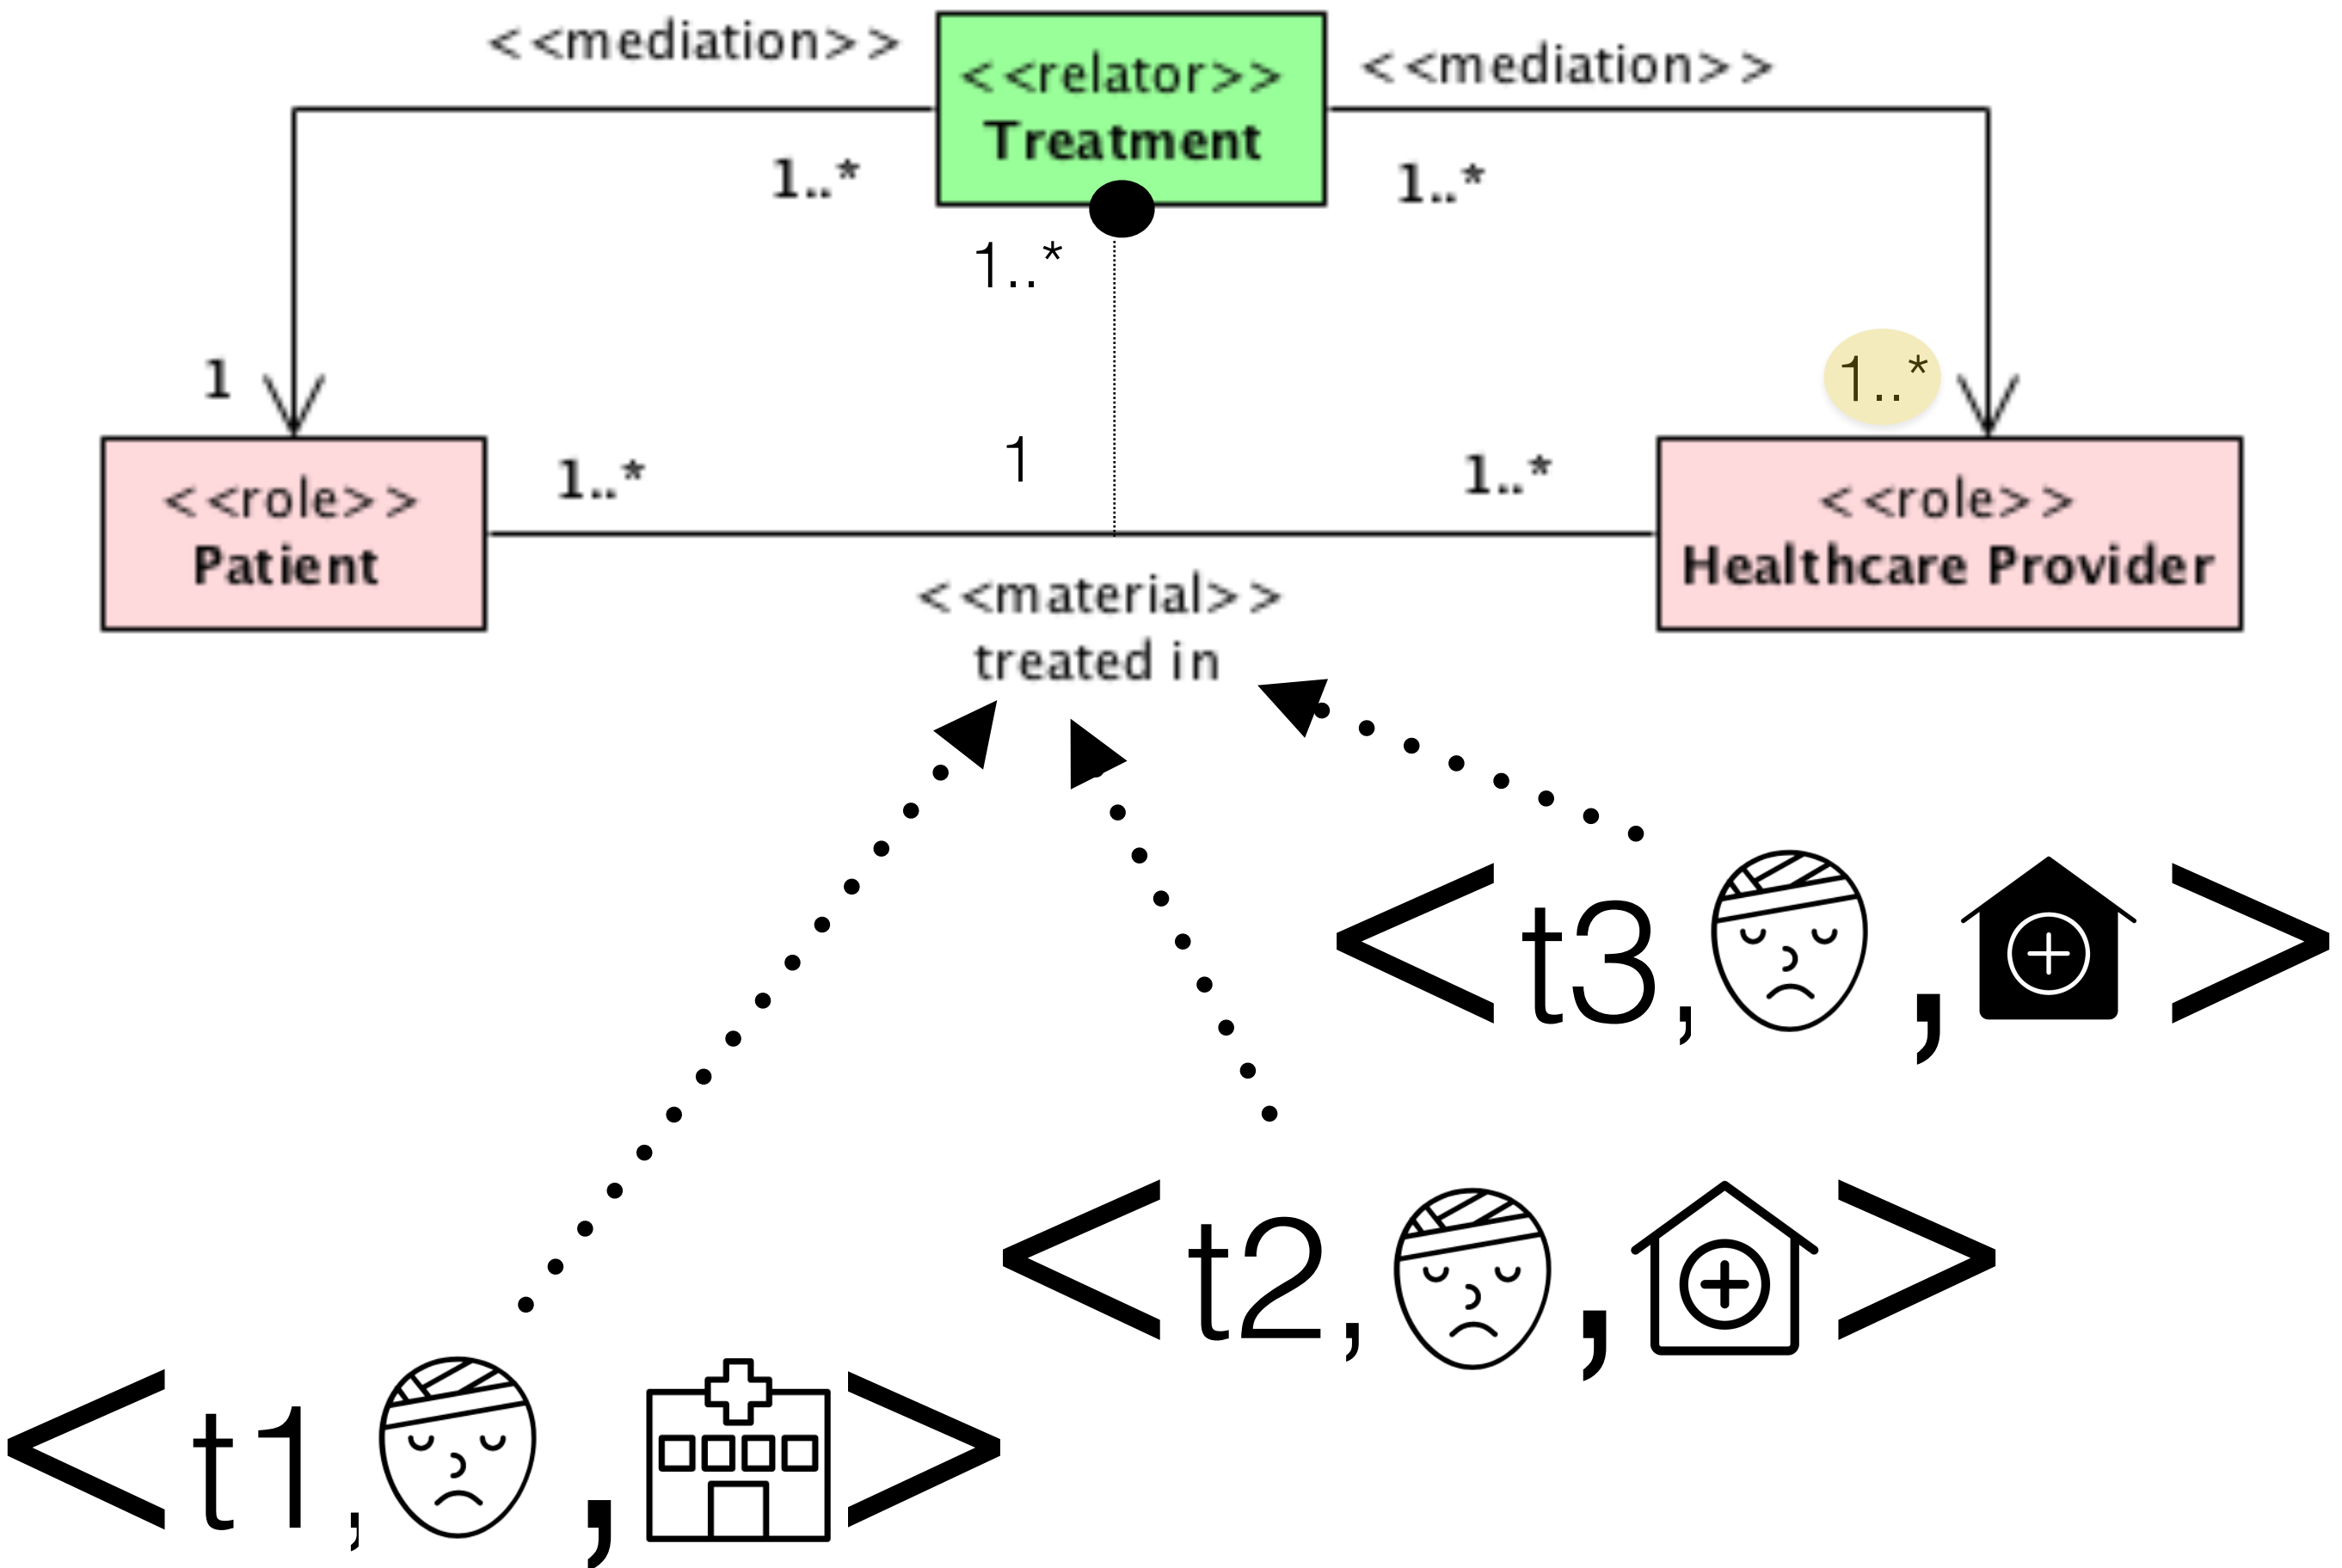 <<mediation>>
<<relator>>
Treatment
<<mediation>>
1..*
1..*
1..*
1
1..*
<<role>>
Patient
1..*
1
1..*
<<role>>
Healthcare Provider
<<material>>
treated in
<t3, , >
<t2, , >
<t1, , >